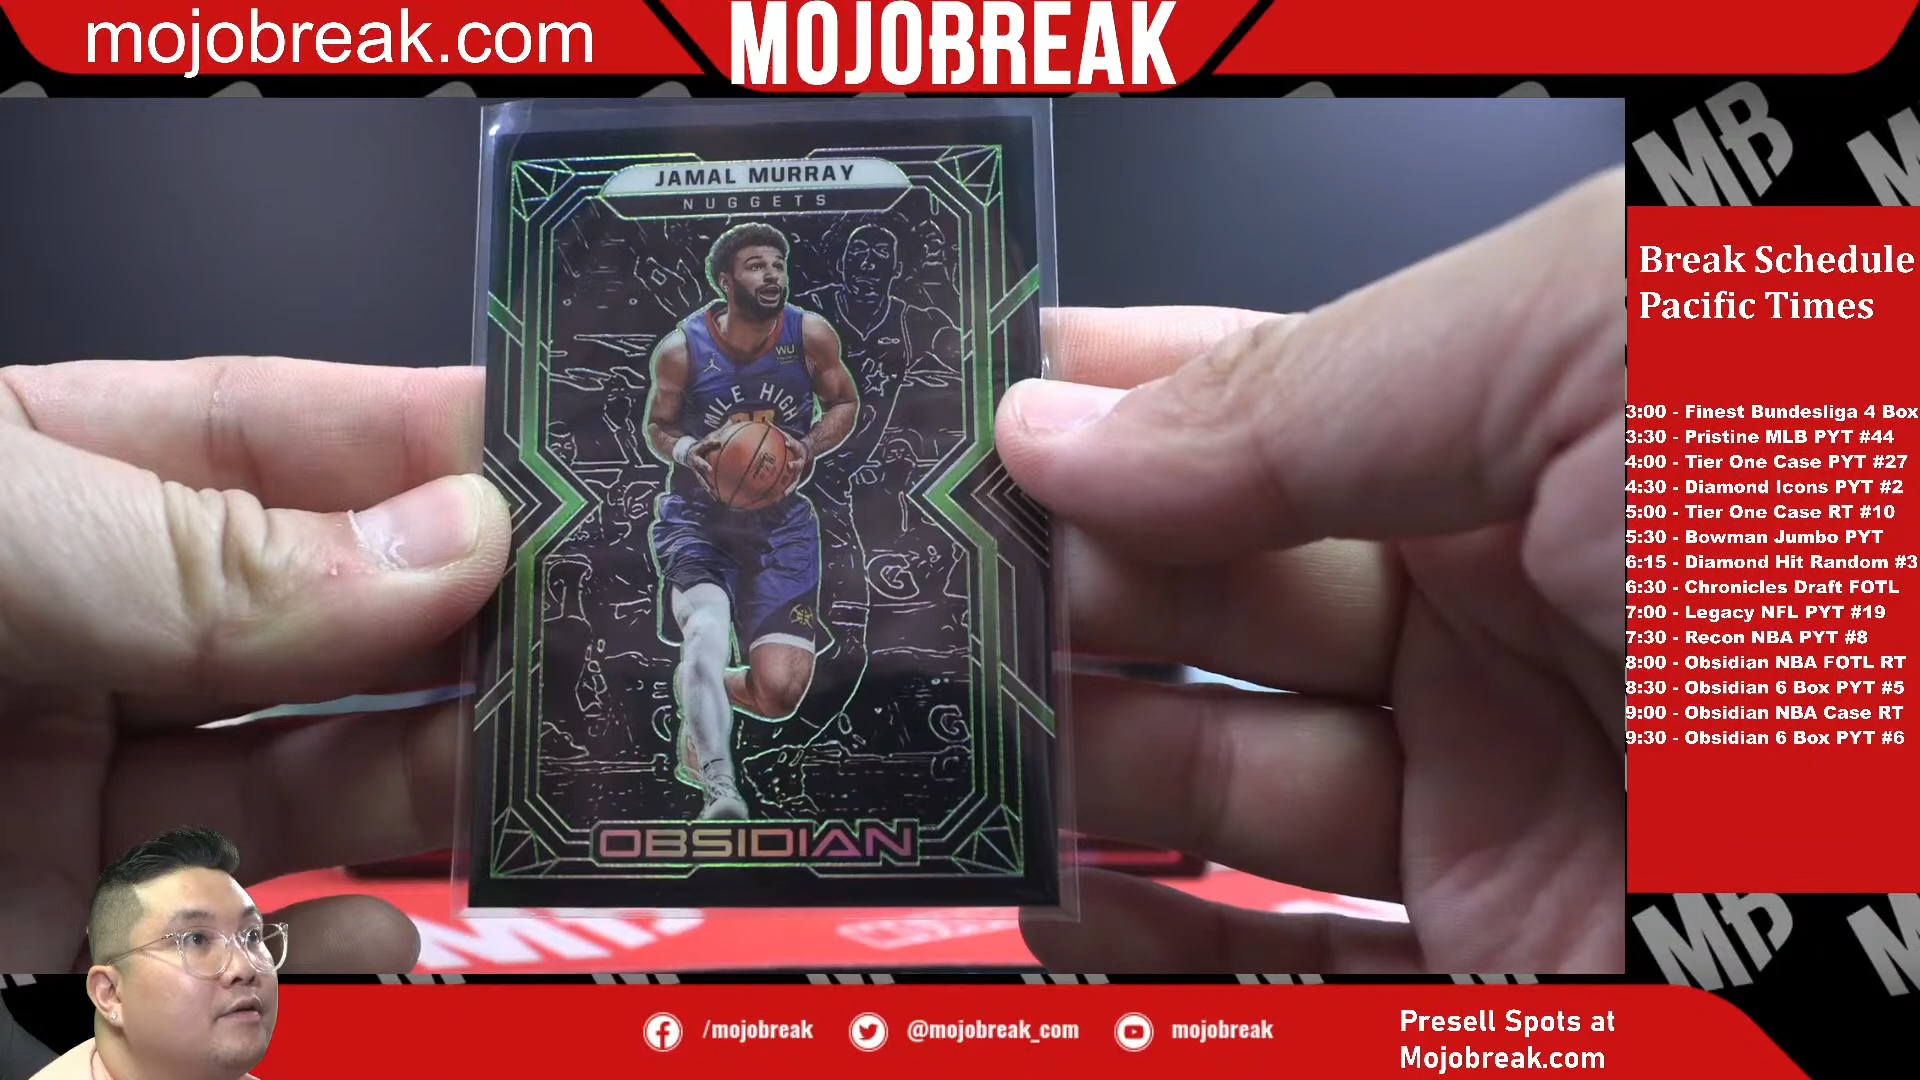 mojobreak.com
MOJOBREAK
JAMAL MURRAY
NUGGETS
WU
MILE HIGH
OBSIDIAN
Break Schedule
Pacific Times
3:00 - Finest Bundesliga 4 Box
3:30 - Pristine MLB PYT #44
4:00 - Tier One Case PYT #27
4:30 - Diamond Icons PYT #2
5:00 - Tier One Case RT #10
5:30 - Bowman Jumbo PYT
6:15 - Diamond Hit Random #3
6:30 - Chronicles Draft FOTL
7:00 - Legacy NFL PYT #19
7:30 - Recon NBA PYT #8
8:00 - Obsidian NBA FOTL RT
8:30 - Obsidian 6 Box PYT #5
9:00 - Obsidian NBA Case RT
9:30 - Obsidian 6 Box PYT #6
MB
MB
/mojobreak
@mojobreak_com
mojobreak
Presell Spots at
Mojobreak.com